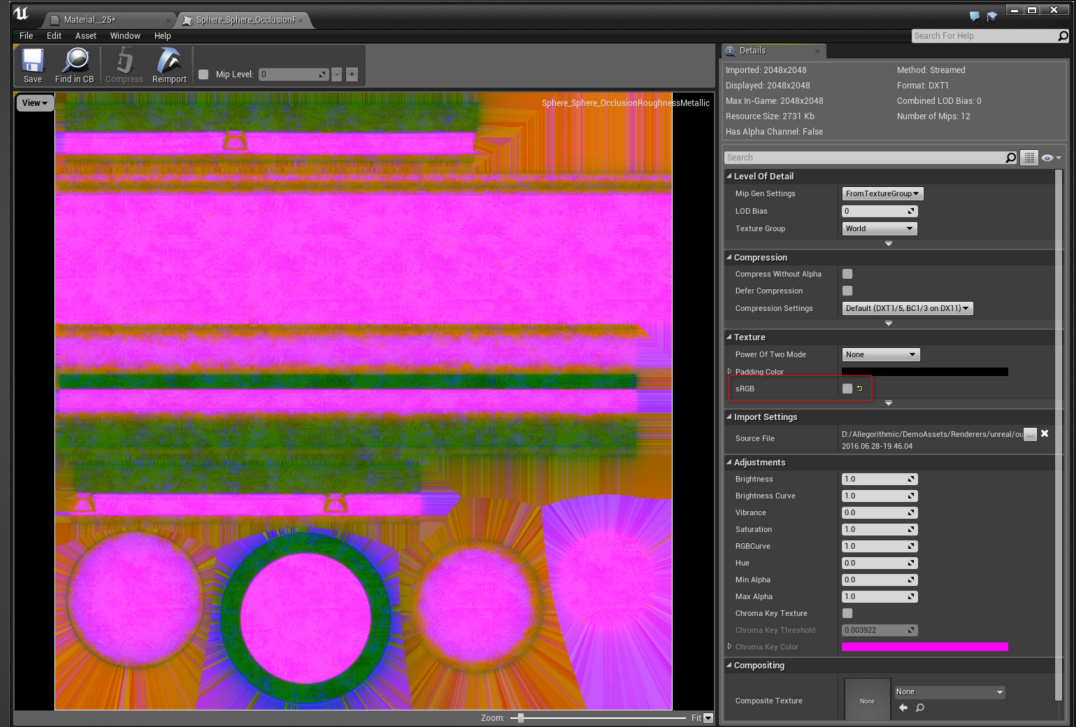 Material__25*
Sphere_Sphere_OcclusionR
File Edit Asset Window Help
Search For Help
Save Find in CB Compress Reimport Mip Level: 0
View
Sphere_Sphere_OcclusionRoughnessMetallic
Zoom: Fit
Details
Imported: 2048x2048 Method: Streamed
Displayed: 2048x2048 Format: DXT1
Max In-Game: 2048x2048 Combined LOD Bias: 0
Resource Size: 2731 Kb Number of Mips: 12
Has Alpha Channel: False
Search
Level Of Detail
Mip Gen Settings FromTextureGroup
LOD Bias 0
Texture Group World
Compression
Compress Without Alpha
Defer Compression
Compression Settings Default (DXT1/5, BC1/3 on DX11)
Texture
Power Of Two Mode None
Padding Color
sRGB
Import Settings
Source File D:/Allegorithmic/DemoAssets/Renderers/unreal/ou ...
2016.06.28-19.46.04
Adjustments
Brightness 1.0
Brightness Curve 1.0
Vibrance 0.0
Saturation 1.0
RGBCurve 1.0
Hue 0.0
Min Alpha 0.0
Max Alpha 1.0
Chroma Key Texture
Chroma Key Threshold 0.003922
Chroma Key Color
Compositing
Composite Texture None None